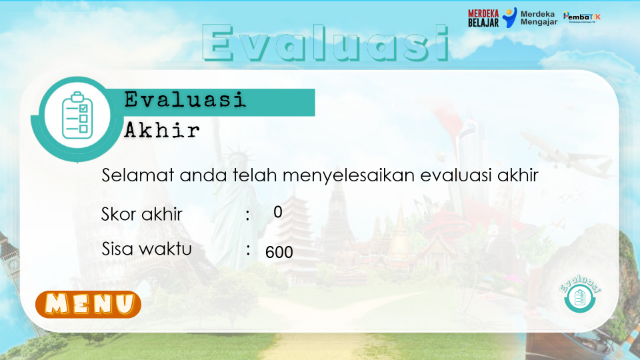 MERDEKA
BELAJAR
Merdeka
Mengajar
PembaTIK
Evaluasi
Evaluasi
Akhir
Selamat anda telah menyelesaikan evaluasi akhir
Skor akhir : 0
Sisa waktu : 600
Evaluasi
MENU